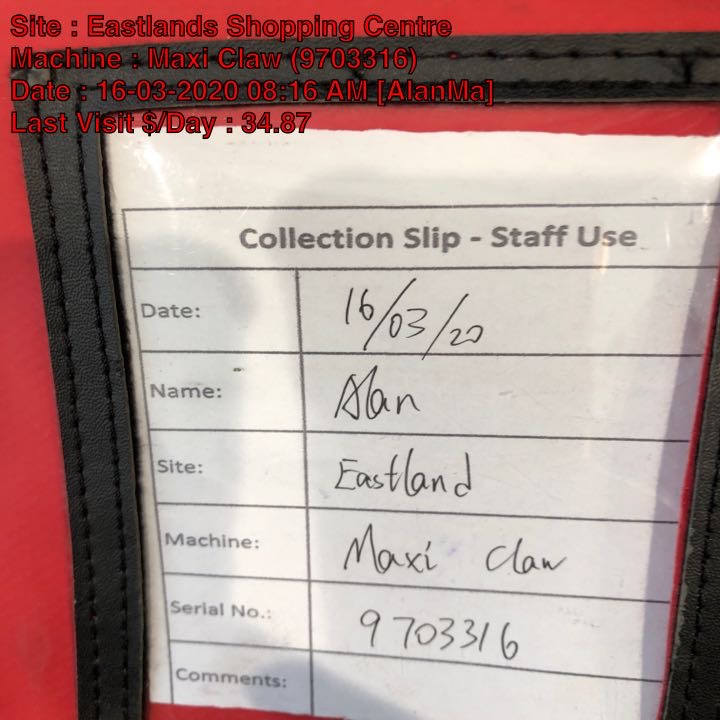 Site : Eastlands Shopping Centre
Machine : Maxi Claw (9703316)
Date : 16-03-2020 08:16 AM [AlanMa]
Last Visit $/Day : 34.87
Collection Slip - Staff Use
Date: 16/03/20
Name: Alan
Site: Eastland
Machine: Maxi Claw
Serial No.: 9703316
Comments: